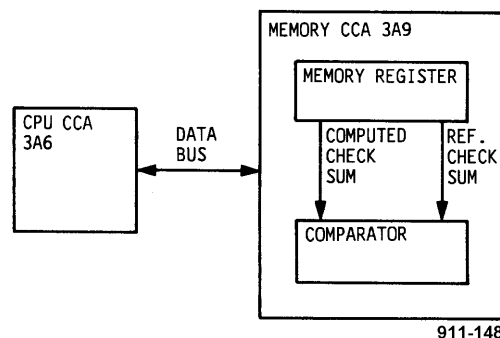 MEMORY CCA 3A9
MEMORY REGISTER
CPU CCA
3A6
DATA
BUS
COMPUTED
CHECK
SUM
REF.
CHECK
SUM
COMPARATOR
911-148